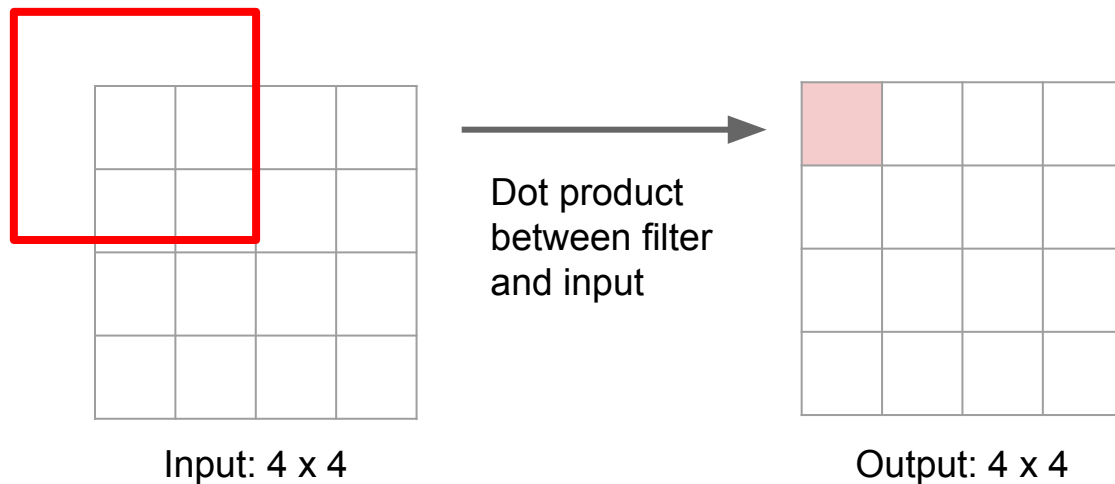 Dot product
between filter
and input
Input: 4 x 4
Output: 4 x 4